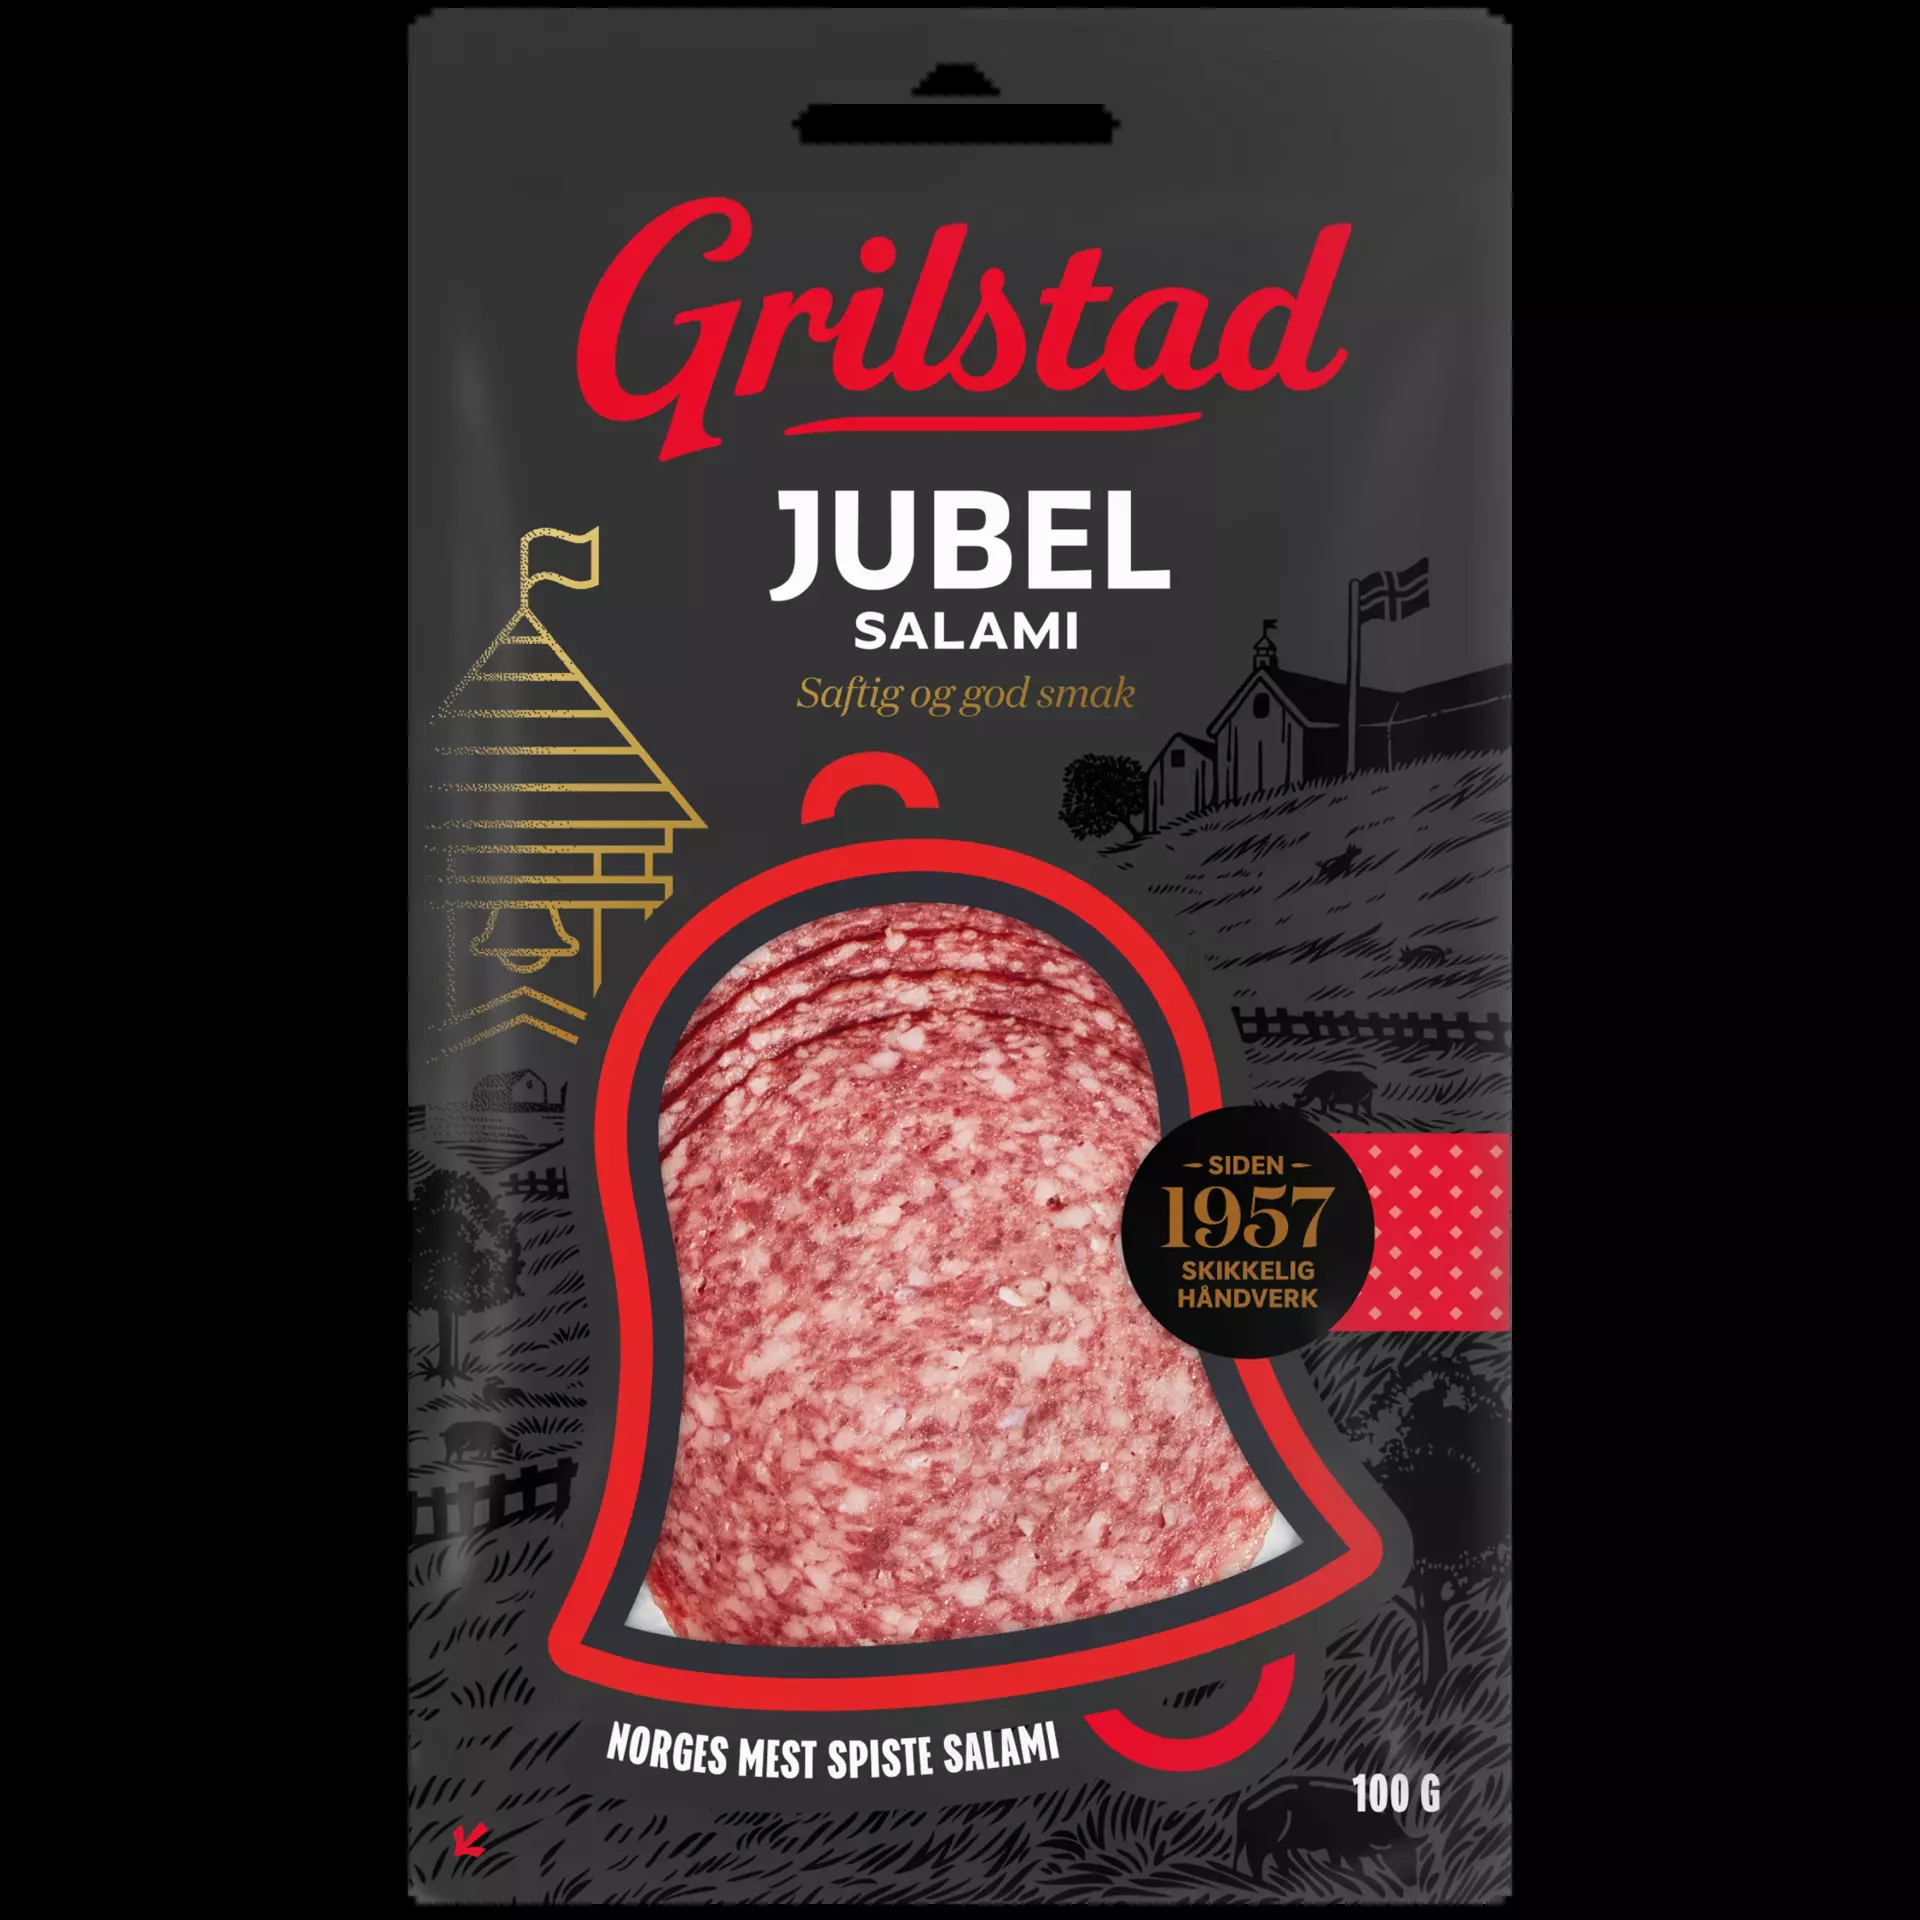 Grilstad
JUBEL
SALAMI
Saftig og god smak
- SIDEN -
1957
SKIKKELIG
HÅNDVERK
NORGES MEST SPISTE SALAMI
100 G